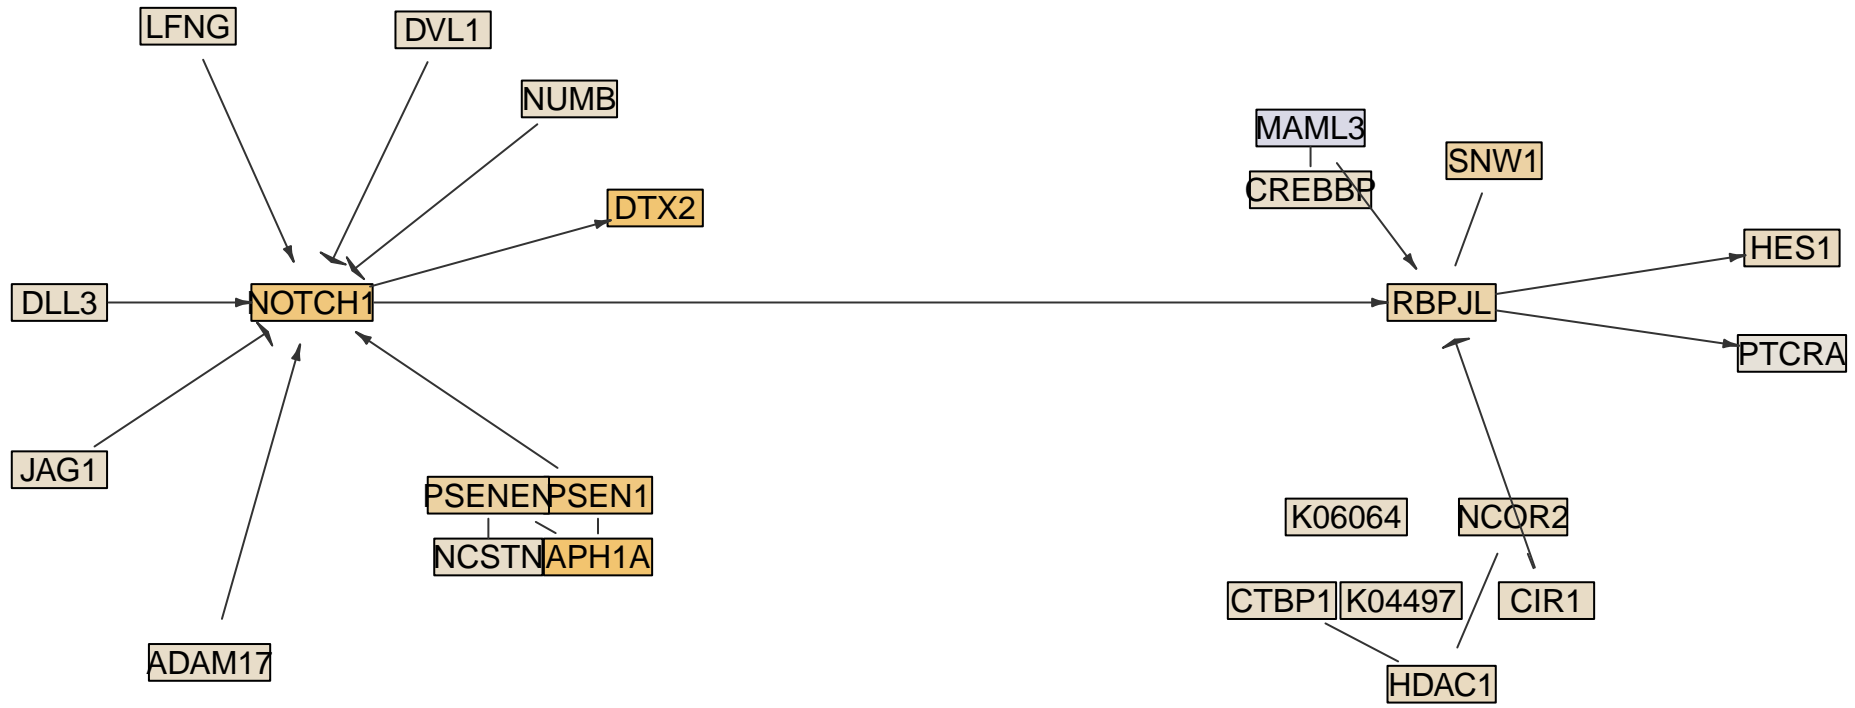 LFNG
DVL1
NUMB
MAML3
SNW1
CREBBP
DTX2
HES1
DLL3
NOTCH1
RBPJL
PTCRA
JAG1
PSENEN
PSEN1
K06064
NCOR2
NCSTN
APH1A
CTBP1
K04497
CIR1
ADAM17
HDAC1